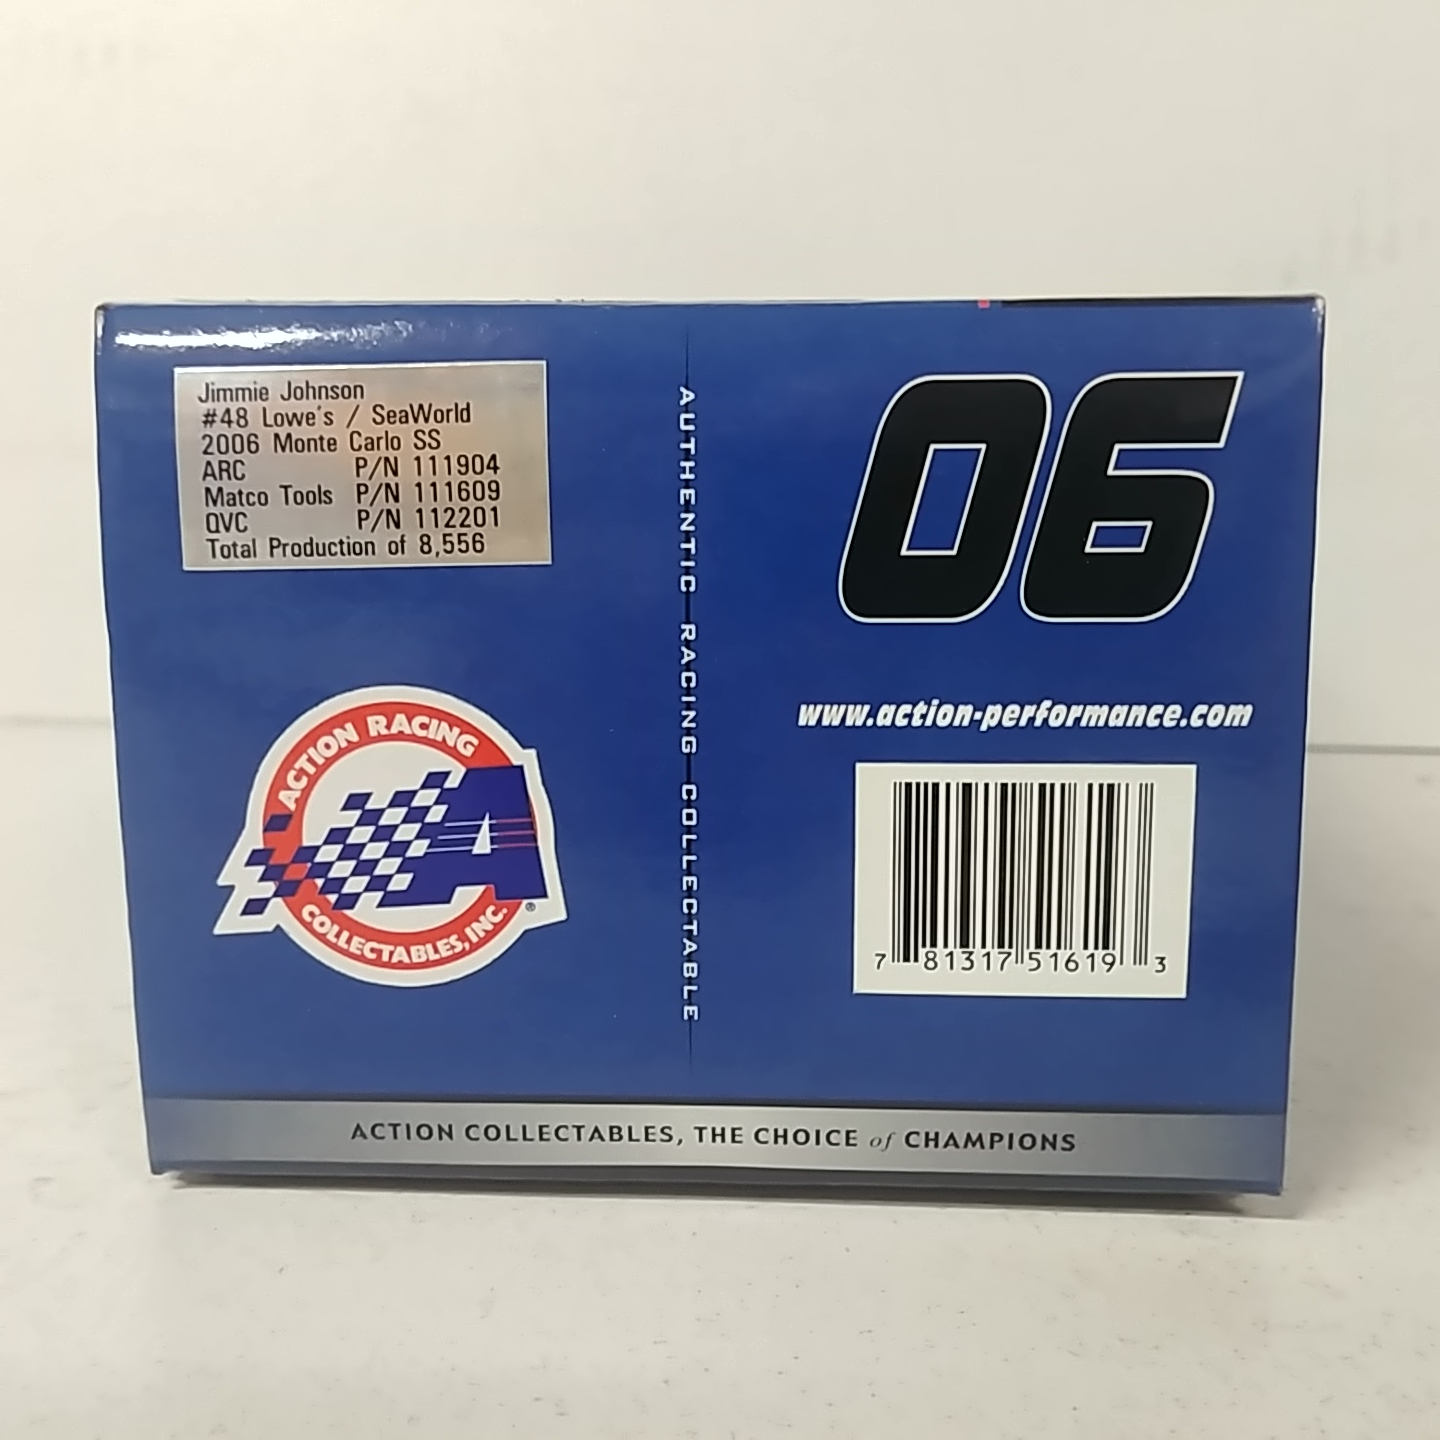 Jimmie Johnson
#48 Lowe's / SeaWorld
2006 Monte Carlo SS
ARC P/N 111904
Matco Tools P/N 111609
QVC P/N 112201
Total Production of 8,556
ACTION RACING
A
COLLECTABLES, INC.
®
AUTHENTIC RACING COLLECTABLE
06
www.action-performance.com
7 81317 51619 3
ACTION COLLECTABLES, THE CHOICE of CHAMPIONS